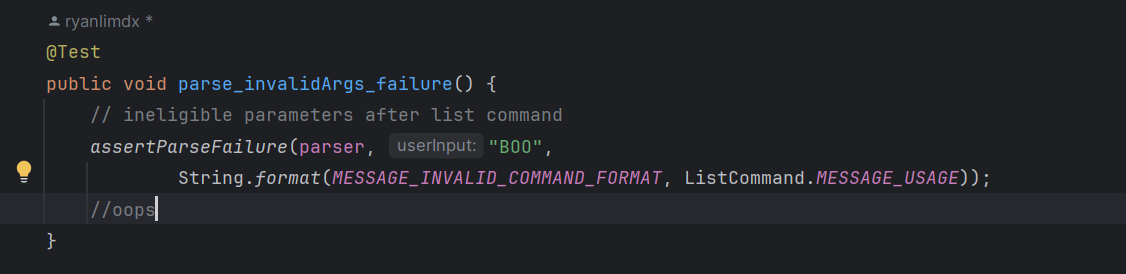 ryanlimdx *
@Test
public void parse_invalidArgs_failure() {
// ineligible parameters after list command
assertParseFailure(parser, userInput: "BOO",
String.format(MESSAGE_INVALID_COMMAND_FORMAT, ListCommand.MESSAGE_USAGE));
//oops
}